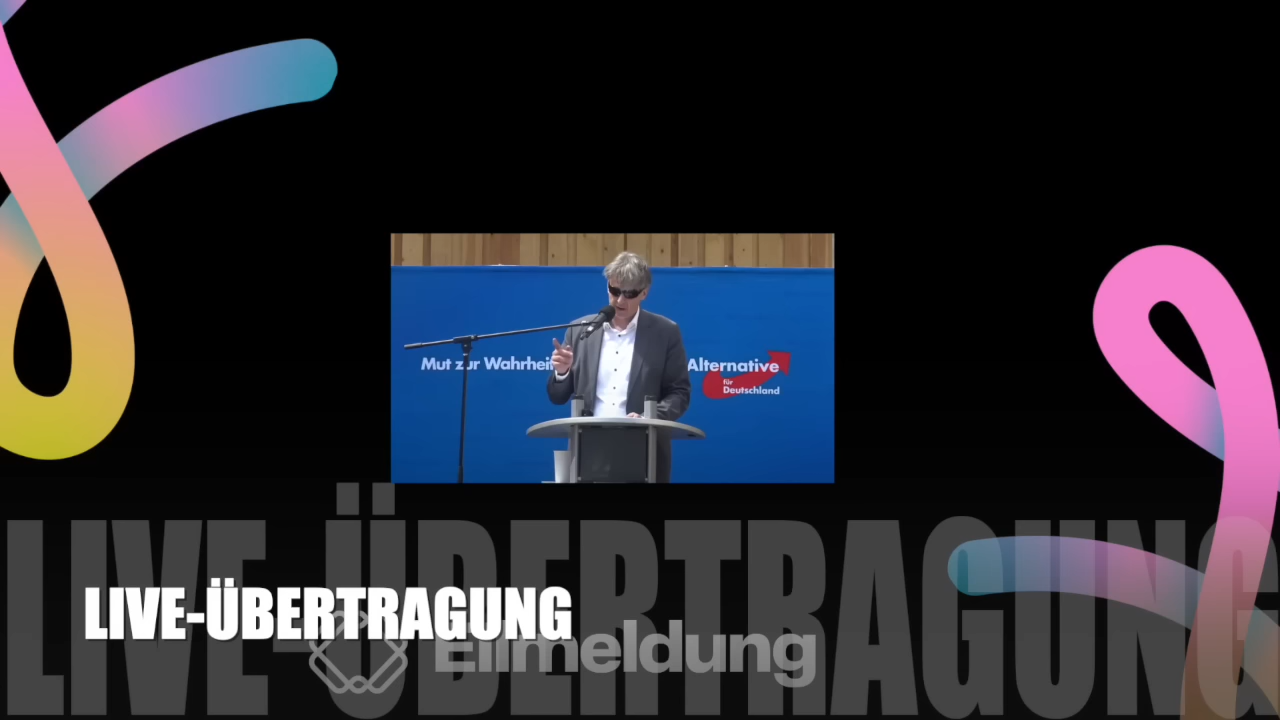 Mut zur Wahrheit
Alternative
für
Deutschland
LIVE-ÜBERTRAGUNG
LIVE-ÜBERTRAGUNG
Eilmeldung